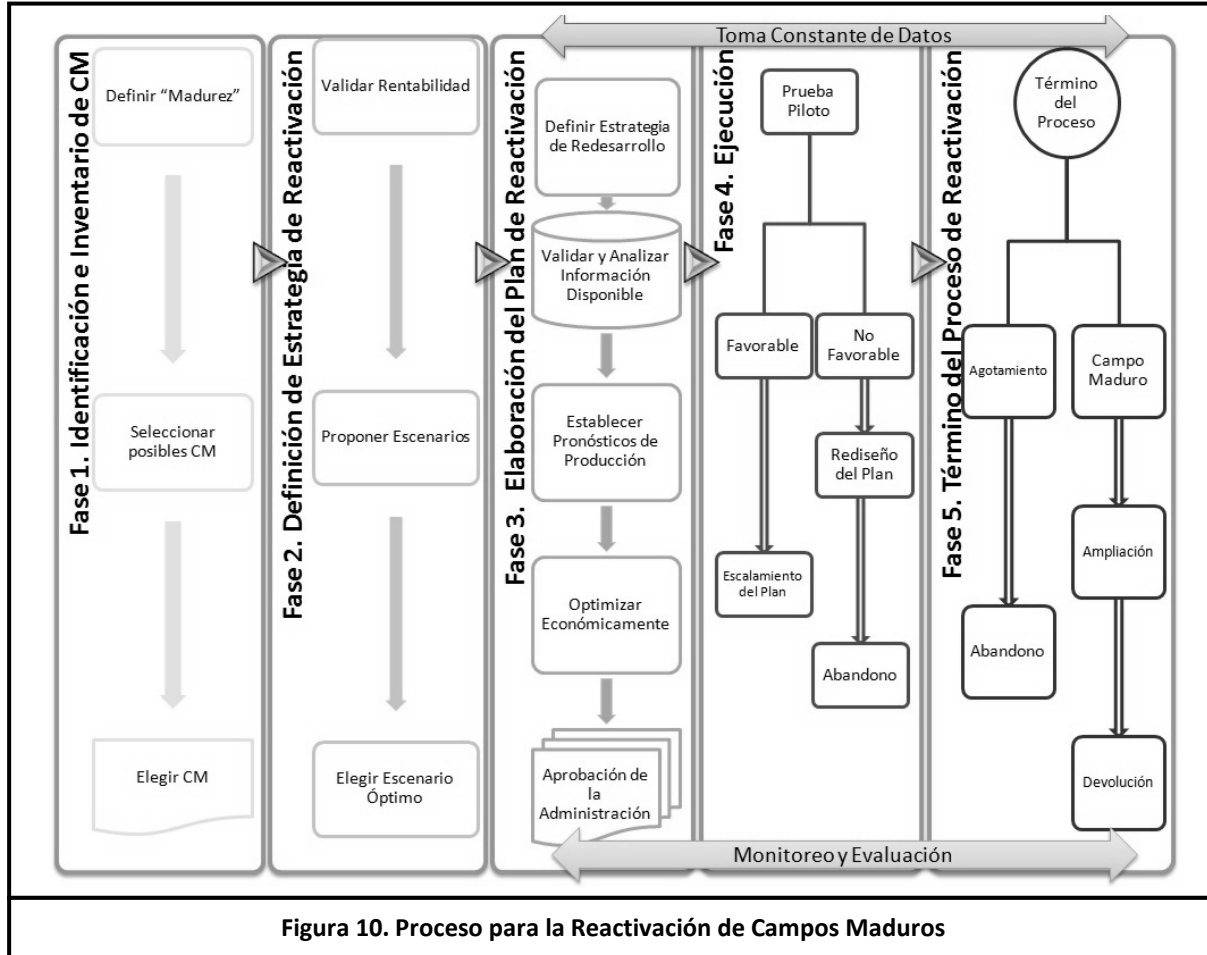 Toma Constante de Datos
Fase 1. Identificación e Inventario de CM
Definir “Madurez”
Seleccionar
posibles CM
Elegir CM
Fase 2. Definición de Estrategia de Reactivación
Validar Rentabilidad
Proponer Escenarios
Elegir Escenario
Óptimo
Fase 3. Elaboración del Plan de Reactivación
Definir Estrategia
de Redesarrollo
Validar y Analizar
Información
Disponible
Establecer
Pronósticos de
Producción
Optimizar
Económicamente
Aprobación de
la
Administración
Fase 4. Ejecución
Prueba
Piloto
Favorable
No
Favorable
Escalamiento
del Plan
Rediseño
del Plan
Abandono
Fase 5. Término del Proceso de Reactivación
Término
del
Proceso
Agotamiento
Campo
Maduro
Abandono
Ampliación
Devolución
Monitoreo y Evaluación
Figura 10. Proceso para la Reactivación de Campos Maduros